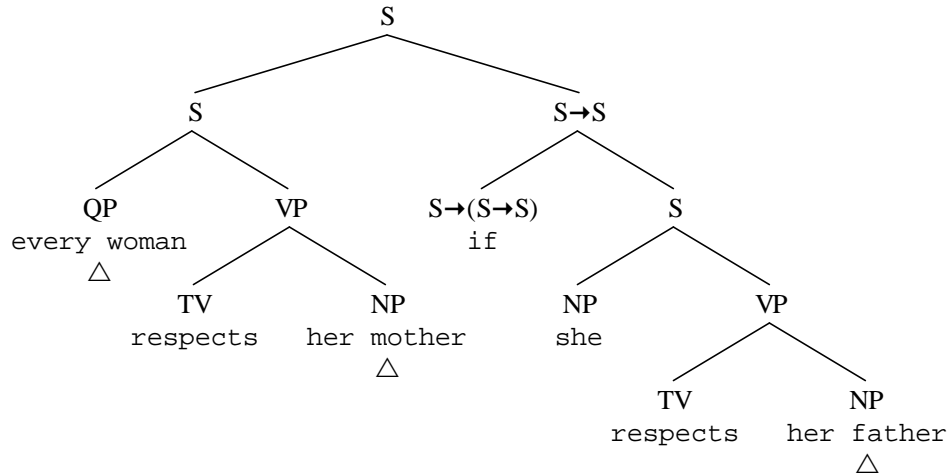 S
S S→S
QP VP S→(S→S) S
every woman if
TV NP NP VP
respects her mother she
TV NP
respects her father